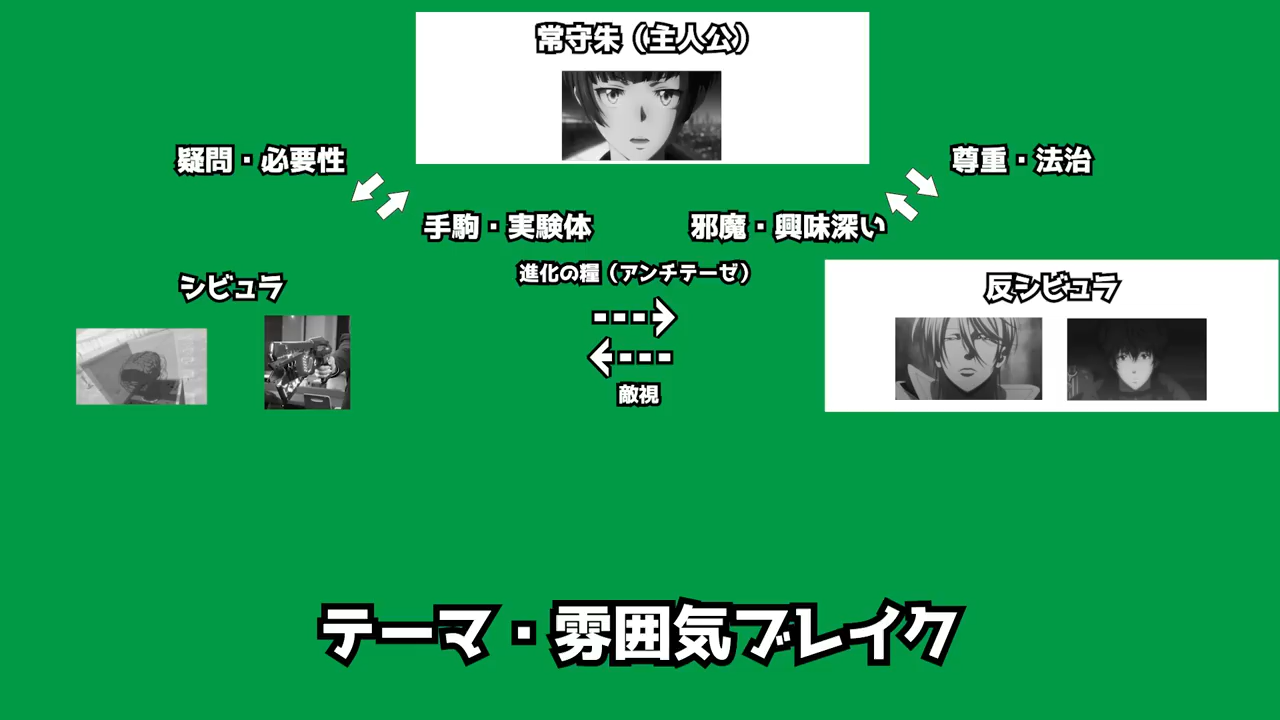 常守朱（主人公）
疑問・必要性
尊重・法治
手駒・実験体
邪魔・興味深い
進化の糧（アンチテーゼ）
シビュラ
反シビュラ
敵視
テーマ・雰囲気ブレイク